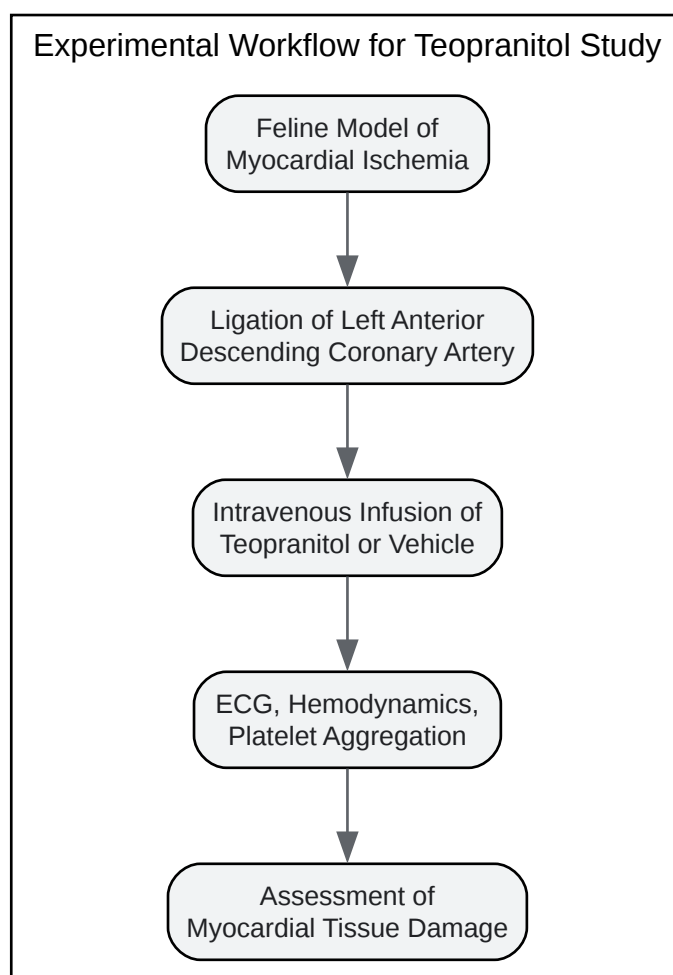 Experimental Workflow for Teopranitol Study
Feline Model of
Myocardial Ischemia
Ligation of Left Anterior
Descending Coronary Artery
Intravenous Infusion of
Teopranitol or Vehicle
ECG, Hemodynamics,
Platelet Aggregation
Assessment of
Myocardial Tissue Damage